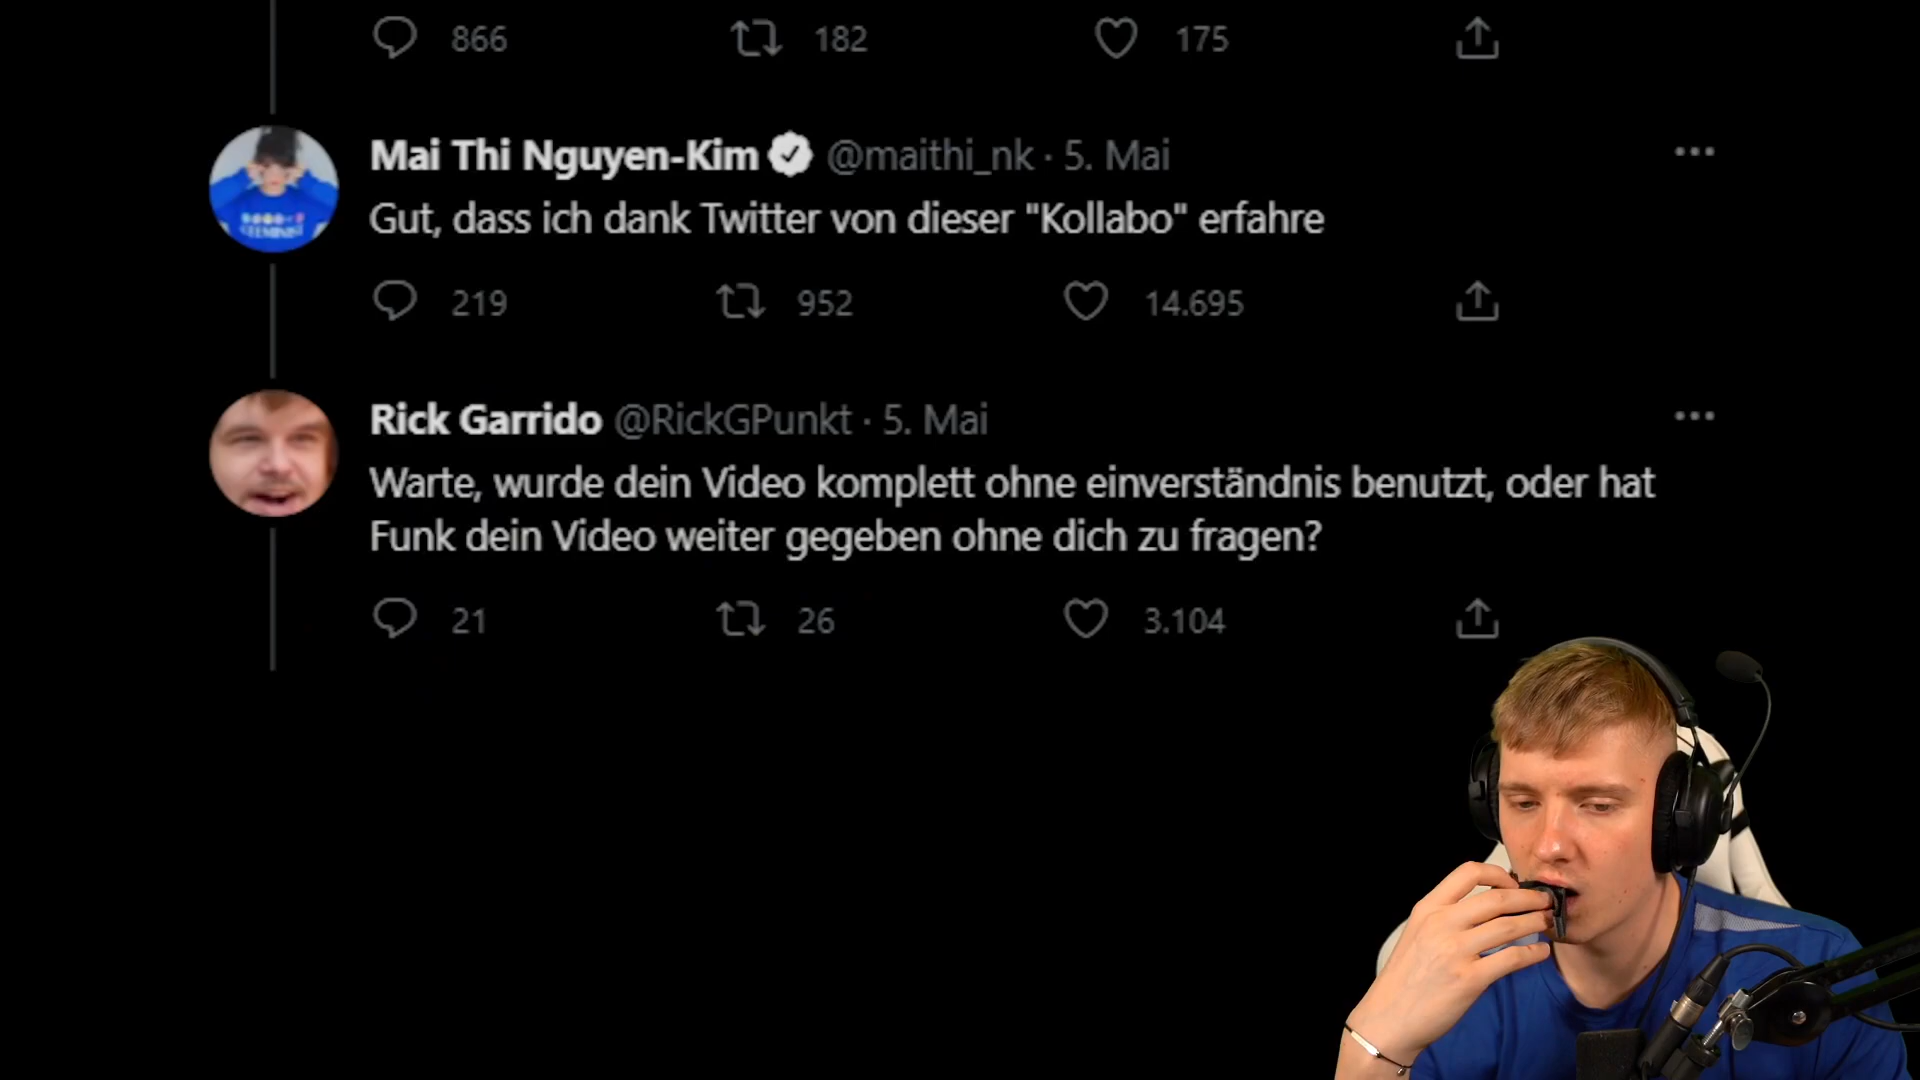 866 182 175
Mai Thi Nguyen-Kim @maithi_nk · 5. Mai
Gut, dass ich dank Twitter von dieser "Kollabo" erfahre
219 952 14.695
Rick Garrido @RickGPunkt · 5. Mai
Warte, wurde dein Video komplett ohne einverständnis benutzt, oder hat
Funk dein Video weiter gegeben ohne dich zu fragen?
21 26 3.104